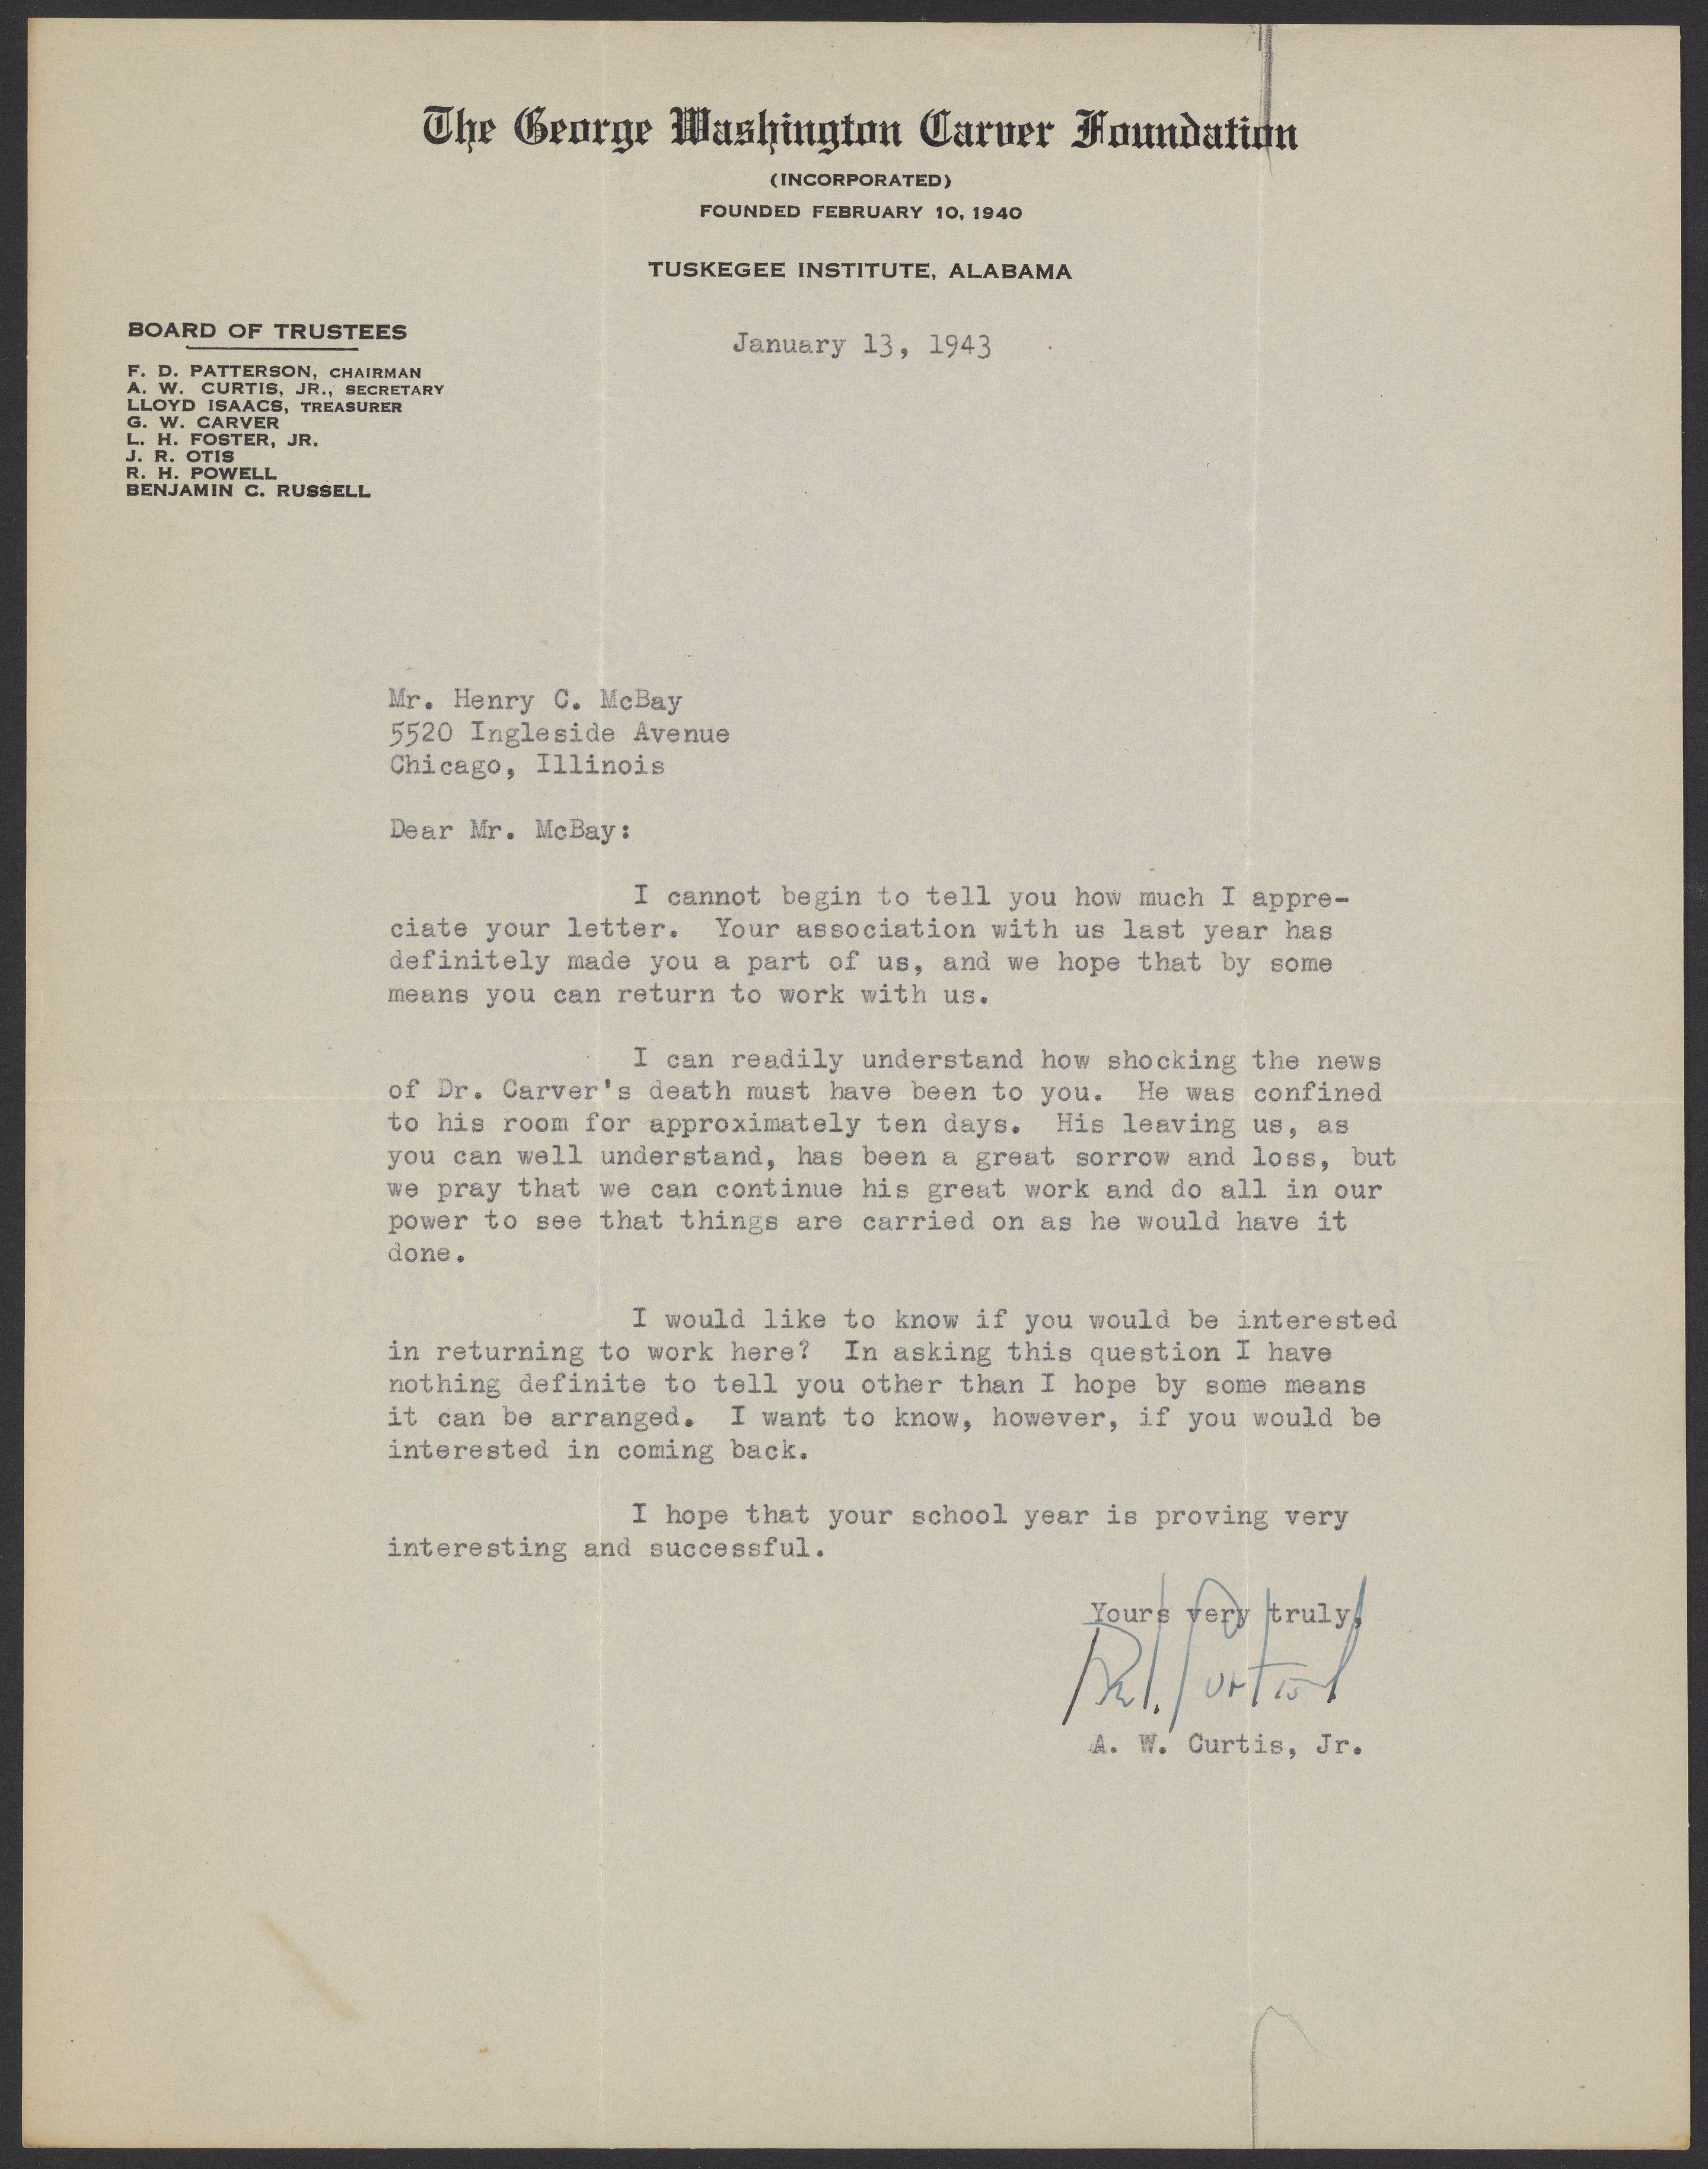 The George Washington Carver Foundation
(INCORPORATED)
FOUNDED FEBRUARY 10, 1940
TUSKEGEE INSTITUTE, ALABAMA
BOARD OF TRUSTEES
F. D. PATTERSON, CHAIRMAN
A. W. CURTIS, JR., SECRETARY
LLOYD ISAACS, TREASURER
G. W. CARVER
L. H. FOSTER, JR.
J. R. OTIS
R. H. POWELL
BENJAMIN C. RUSSELL
January 13, 1943
Mr. Henry C. McBay
5520 Ingleside Avenue
Chicago, Illinois
Dear Mr. McBay:
I cannot begin to tell you how much I appre-
ciate your letter. Your association with us last year has
definitely made you a part of us, and we hope that by some
means you can return to work with us.
I can readily understand how shocking the news
of Dr. Carver's death must have been to you. He was confined
to his room for approximately ten days. His leaving us, as
you can well understand, has been a great sorrow and loss, but
we pray that we can continue his great work and do all in our
power to see that things are carried on as he would have it
done.
I would like to know if you would be interested
in returning to work here? In asking this question I have
nothing definite to tell you other than I hope by some means
it can be arranged. I want to know, however, if you would be
interested in coming back.
I hope that your school year is proving very
interesting and successful.
Yours very truly,
Curtis
A. W. Curtis, Jr.